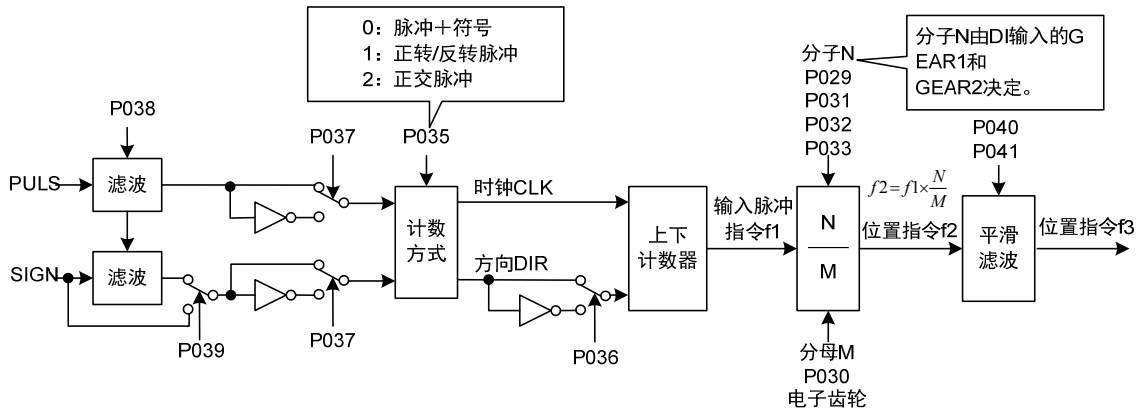 0：脉冲＋符号
1：正转/反转脉冲
2：正交脉冲
分子N由DI输入的G
EAR1和
GEAR2决定。
分子N
P029
P031
P032
P033
P038
P037
P035
P040
P041
PULS
滤波
时钟CLK
计数
方式
上下
计数器
输入脉冲
指令f1
N
M
f2=f1×N/M
位置指令f2
平滑
滤波
位置指令f3
SIGN
滤波
方向DIR
P039
P037
P036
分母M
P030
电子齿轮